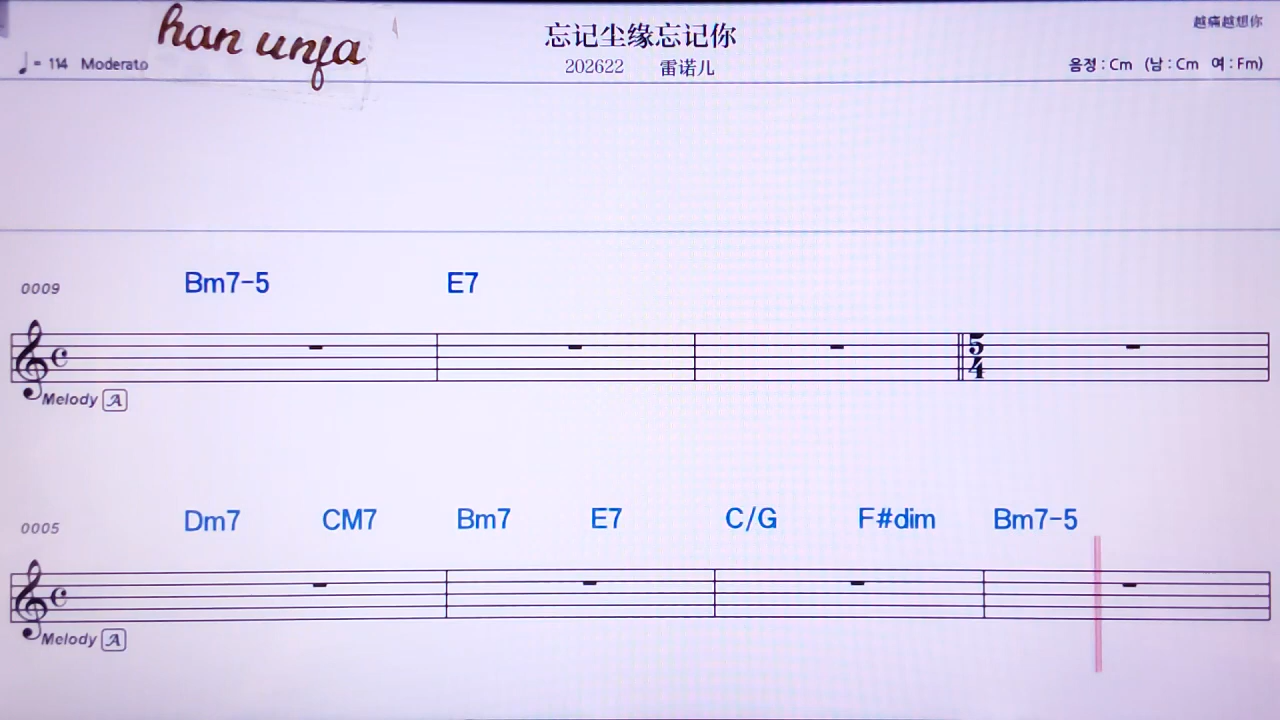 han unfa
忘记尘缘忘记你
越痛越想你
♩= 114 Moderato
202622 雷诺儿
음정 : Cm (남 : Cm 여 : Fm)
0009
Bm7-5 E7
5
4
Melody A
0005
Dm7 CM7 Bm7 E7 C/G F#dim Bm7-5
Melody A